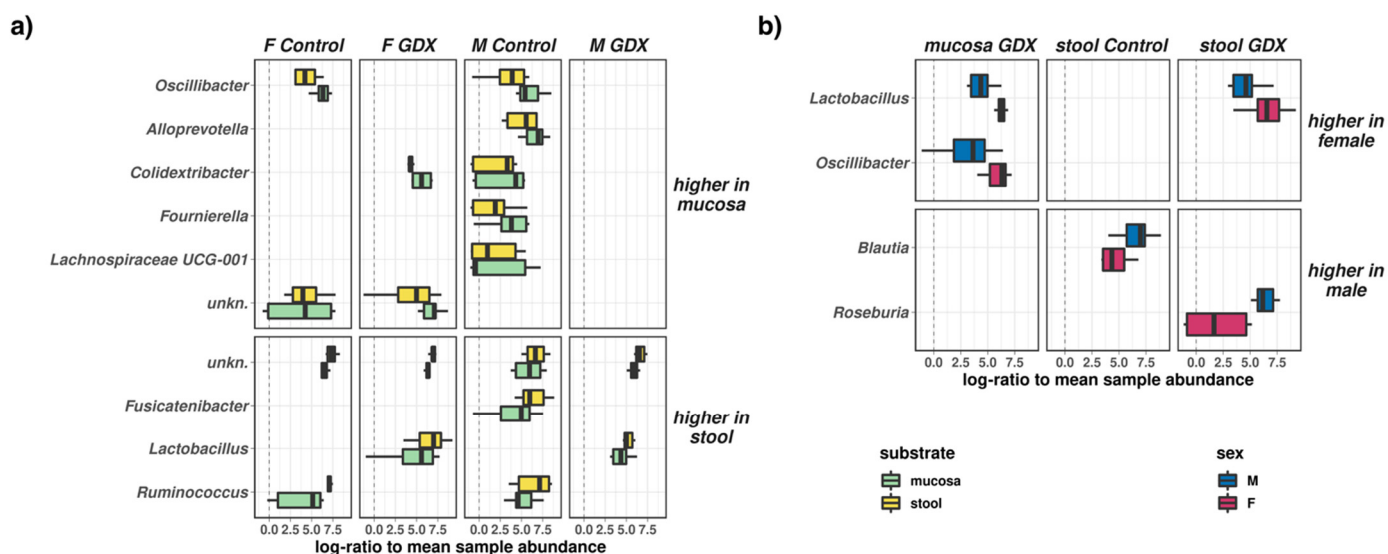 a)
F Control F GDX M Control M GDX
Oscillibacter
Alloprevotella
Colidextribacter
Fournierella
Lachnospiraceae UCG-001
unkn.
higher in
mucosa
unkn.
Fusicatenibacter
Lactobacillus
Ruminococcus
higher in
stool
0.0 2.5 5.0 7.5 0.0 2.5 5.0 7.5 0.0 2.5 5.0 7.5 0.0 2.5 5.0 7.5
log-ratio to mean sample abundance
b)
mucosa GDX stool Control stool GDX
Lactobacillus
Oscillibacter
higher in
female
Blautia
Roseburia
higher in
male
0.0 2.5 5.0 7.5 0.0 2.5 5.0 7.5 0.0 2.5 5.0 7.5
log-ratio to mean sample abundance
substrate
mucosa
stool
sex
M
F